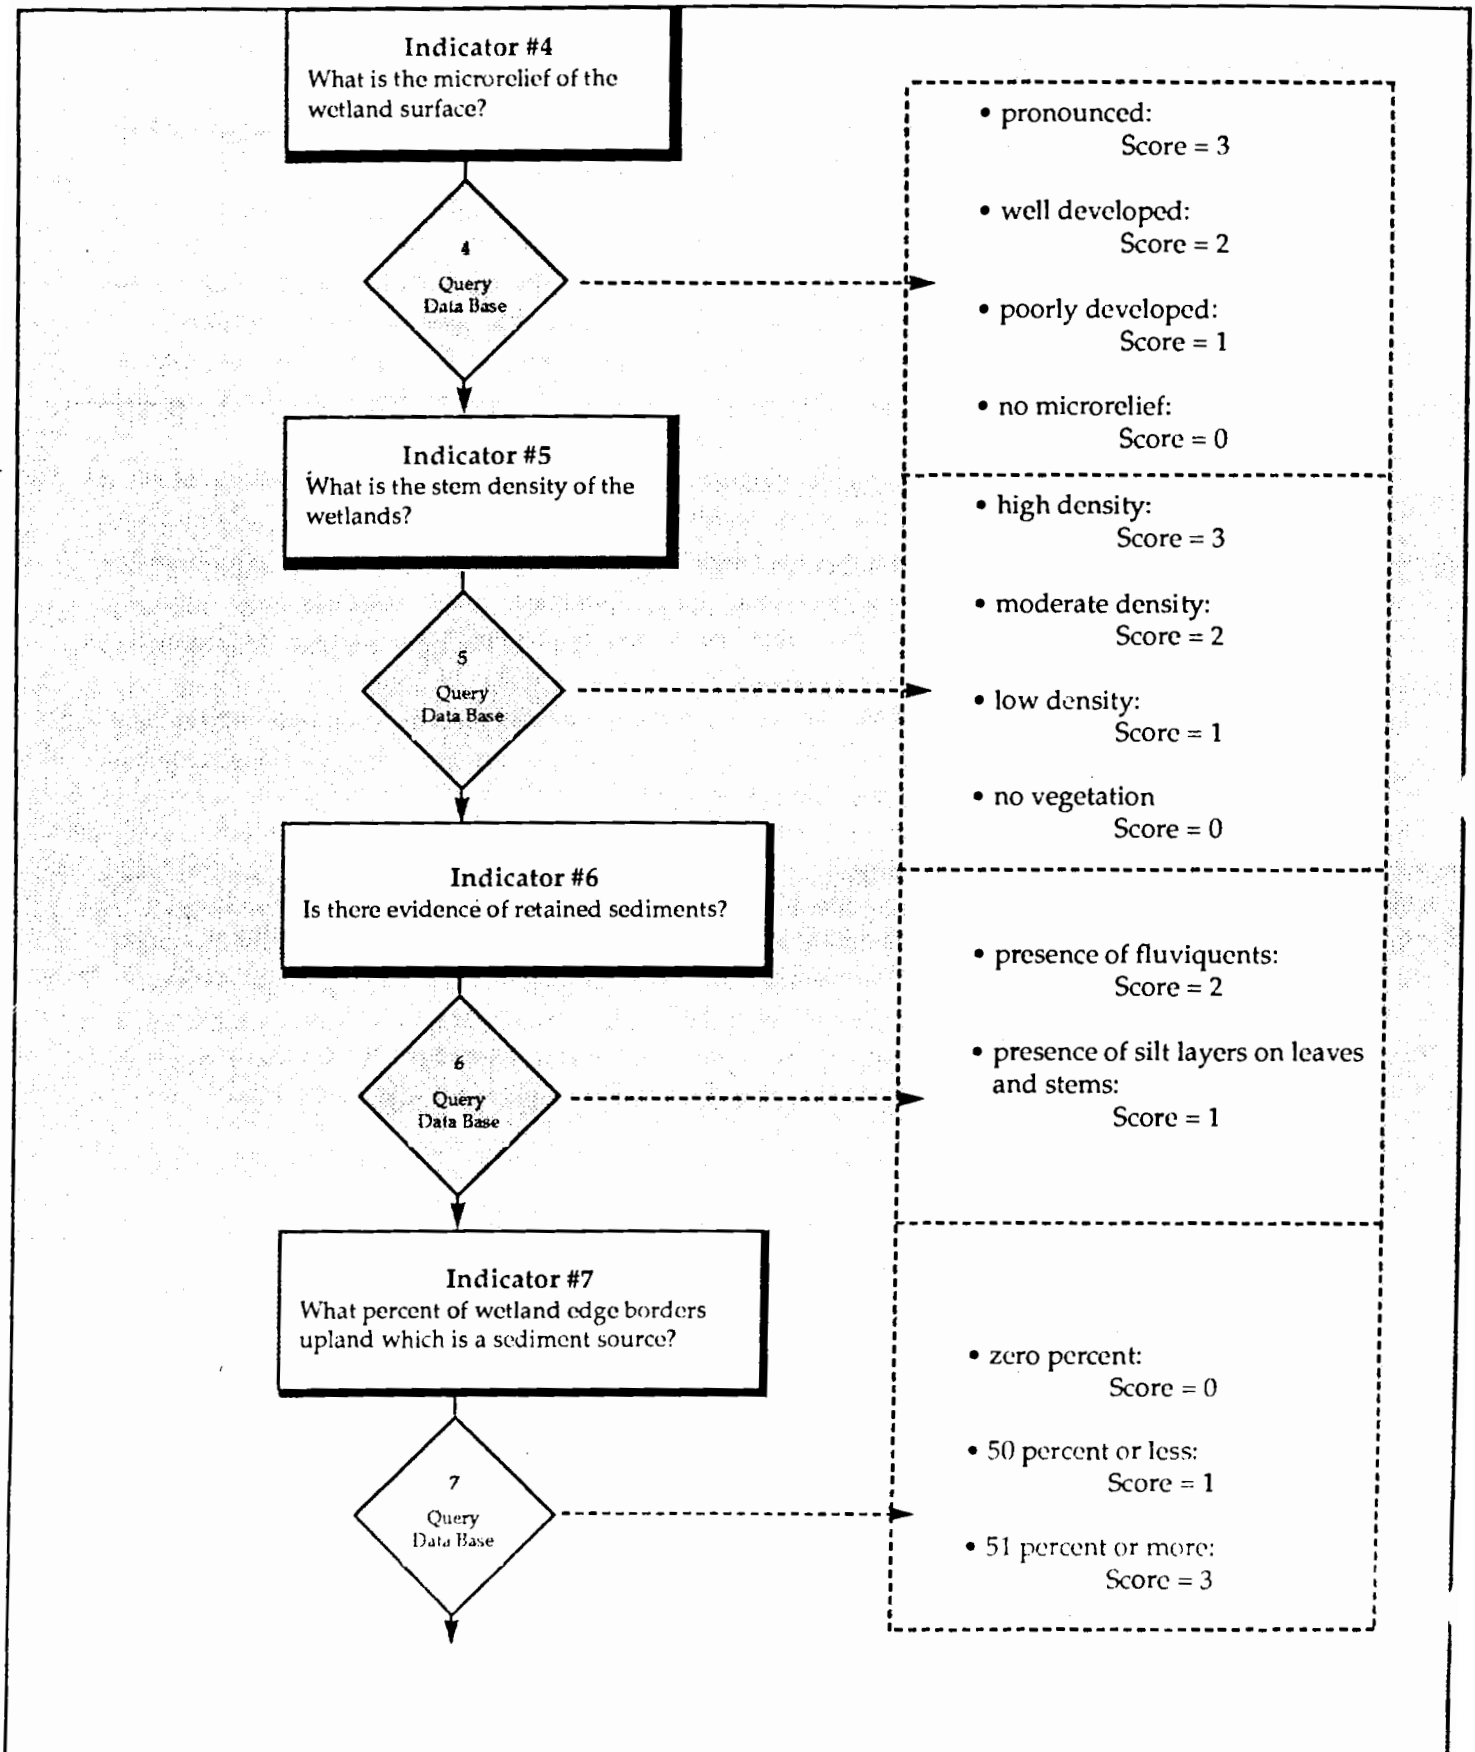 Indicator #4
What is the microrelief of the
wetland surface?
• pronounced:
Score = 3
• well developed:
Score = 2
4
Query
Data Base
• poorly developed:
Score = 1
• no microrelief:
Score = 0
Indicator #5
What is the stem density of the
wetlands?
• high density:
Score = 3
• moderate density:
Score = 2
5
Query
Data Base
• low density:
Score = 1
• no vegetation
Score = 0
Indicator #6
Is there evidence of retained sediments?
• presence of fluviquents:
Score = 2
6
Query
Data Base
• presence of silt layers on leaves
and stems:
Score = 1
Indicator #7
What percent of wetland edge borders
upland which is a sediment source?
• zero percent:
Score = 0
• 50 percent or less:
Score = 1
7
Query
Data Base
• 51 percent or more:
Score = 3